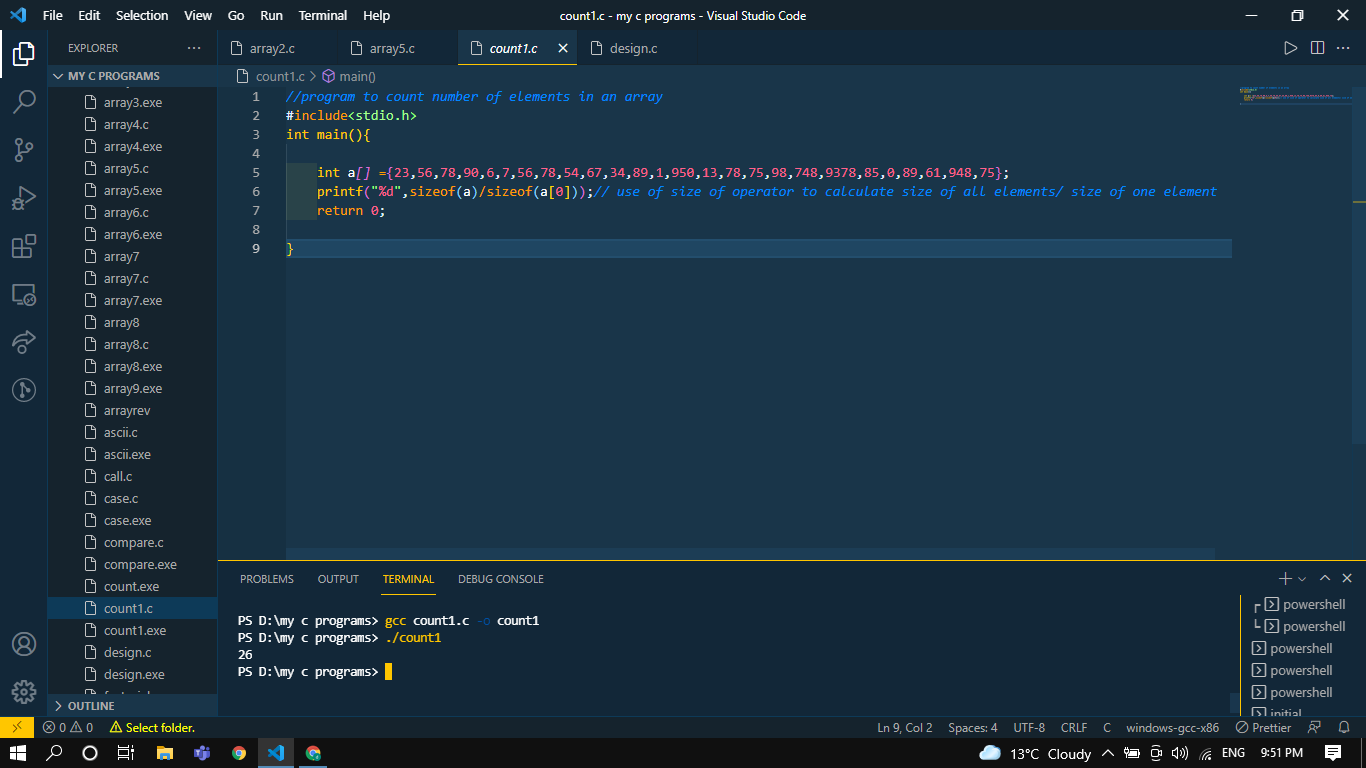 File Edit Selection View Go Run Terminal Help count1.c - my c programs - Visual Studio Code
EXPLORER ···
array2.c array5.c count1.c design.c
MY C PROGRAMS
count1.c > main()
array3.exe
array4.c
array4.exe
array5.c
array5.exe
array6.c
array6.exe
array7
array7.c
array7.exe
array8
array8.c
array8.exe
array9.exe
arrayrev
ascii.c
ascii.exe
call.c
case.c
case.exe
compare.c
compare.exe
count.exe
count1.c
count1.exe
design.c
design.exe
OUTLINE
1 //program to count number of elements in an array
2 #include<stdio.h>
3 int main(){
4
5 int a[] ={23,56,78,90,6,7,56,78,54,67,34,89,1,950,13,78,75,98,748,9378,85,0,89,61,948,75};
6 printf("%d",sizeof(a)/sizeof(a[0]));// use of size of operator to calculate size of all elements/ size of one element
7 return 0;
8
9 }
PROBLEMS OUTPUT TERMINAL DEBUG CONSOLE
PS D:\my c programs> gcc count1.c -o count1
PS D:\my c programs> ./count1
26
PS D:\my c programs>
powershell
powershell
powershell
powershell
powershell
initial
0 0 Select folder. Ln 9, Col 2 Spaces: 4 UTF-8 CRLF C windows-gcc-x86 Prettier
13°C Cloudy ENG 9:51 PM